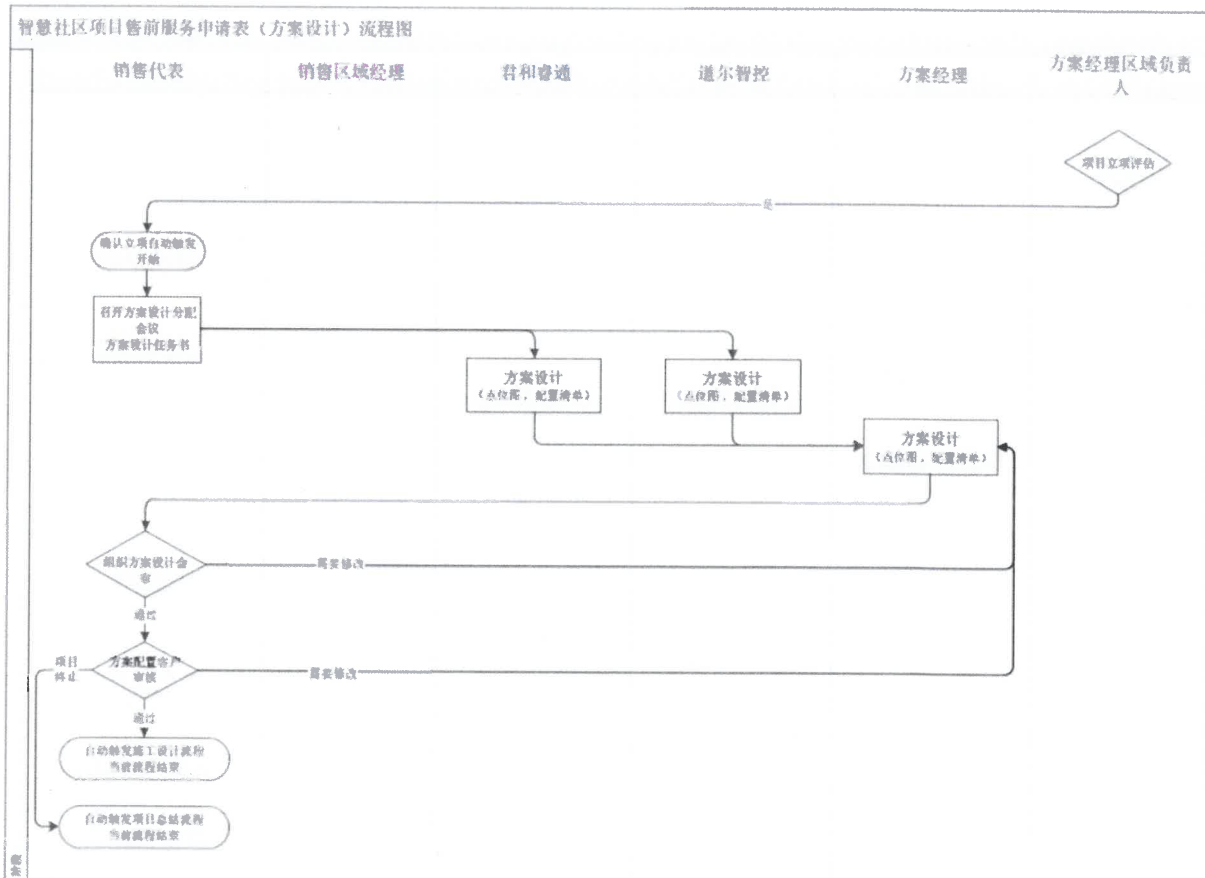 智慧社区项目售前服务申请表（方案设计）流程图
销售代表
销售区域经理
君和睿通
道尔智控
方案经理
方案经理区域负责
人
项目立项评估
是
确认立项自动触发
开始
召开方案设计分配
会议
方案设计任务书
方案设计
（点位图，配置清单）
方案设计
（点位图，配置清单）
方案设计
（点位图，配置清单）
组织方案设计会
审
需要修改
通过
项目
终止
方案配置客户
审核
需要修改
通过
自动触发施工设计流程
当前流程结束
自动触发项目总结流程
当前流程结束
阶段